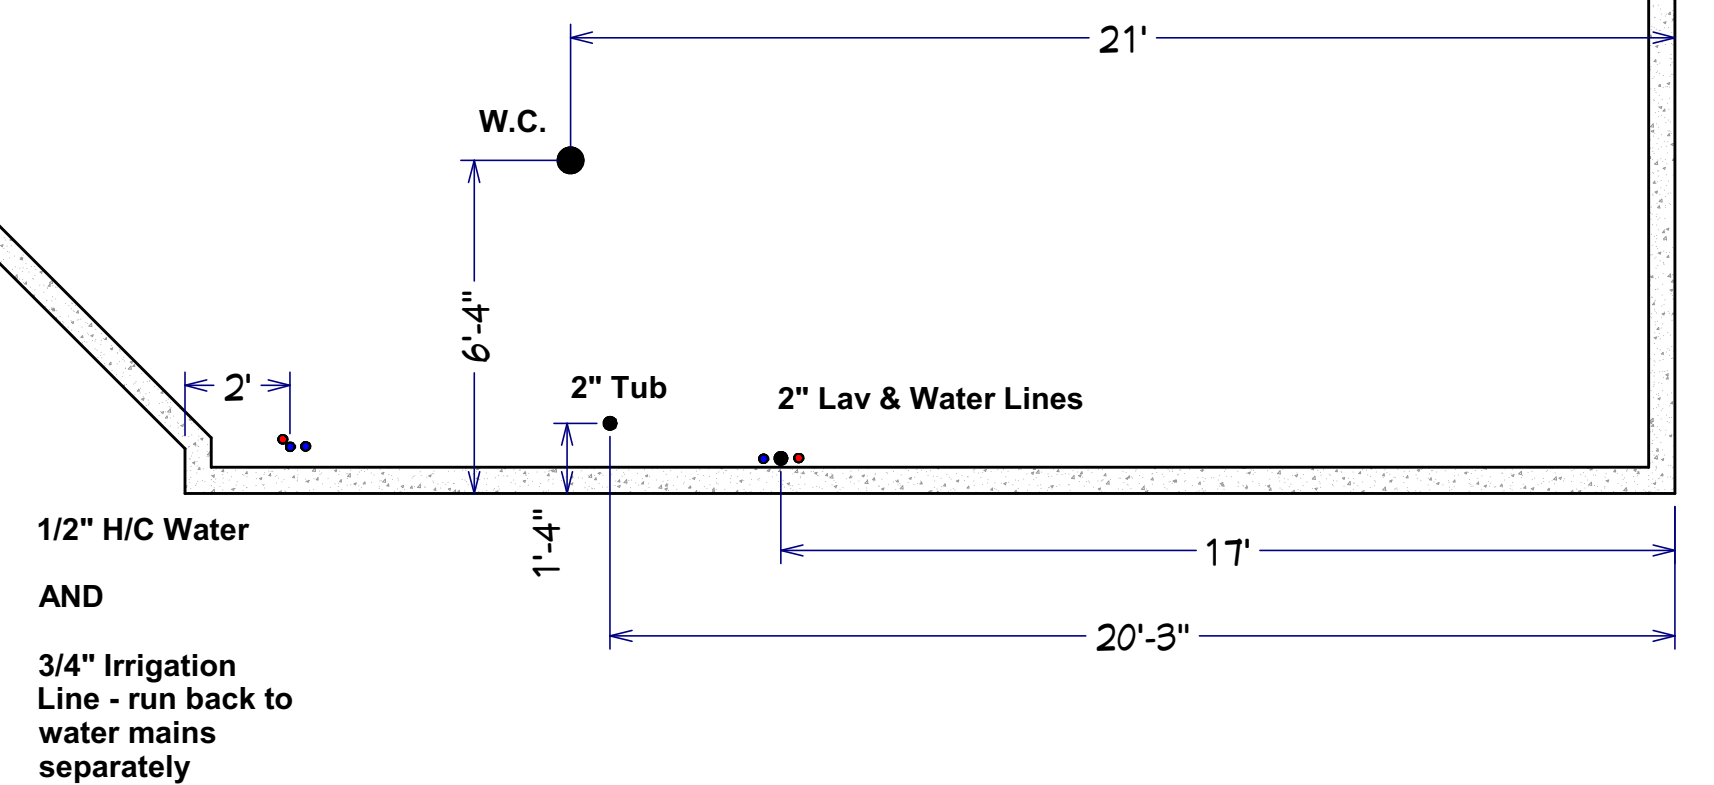 21'
W.C.
6'-4"
2'
2" Tub
2" Lav & Water Lines
1'-4"
17'
20'-3"
1/2" H/C Water
AND
3/4" Irrigation
Line - run back to
water mains
separately